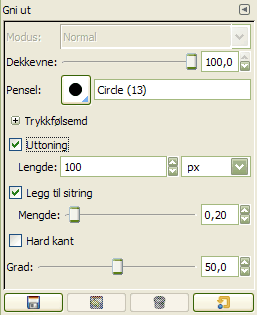 Gni ut
Modus: Normal
Dekkevne: 100,0
Pensel: Circle (13)
Trykkfølsemd
Uttoning
Lengde: 100 px
Legg til sitring
Mengde: 0,20
Hard kant
Grad: 50,0